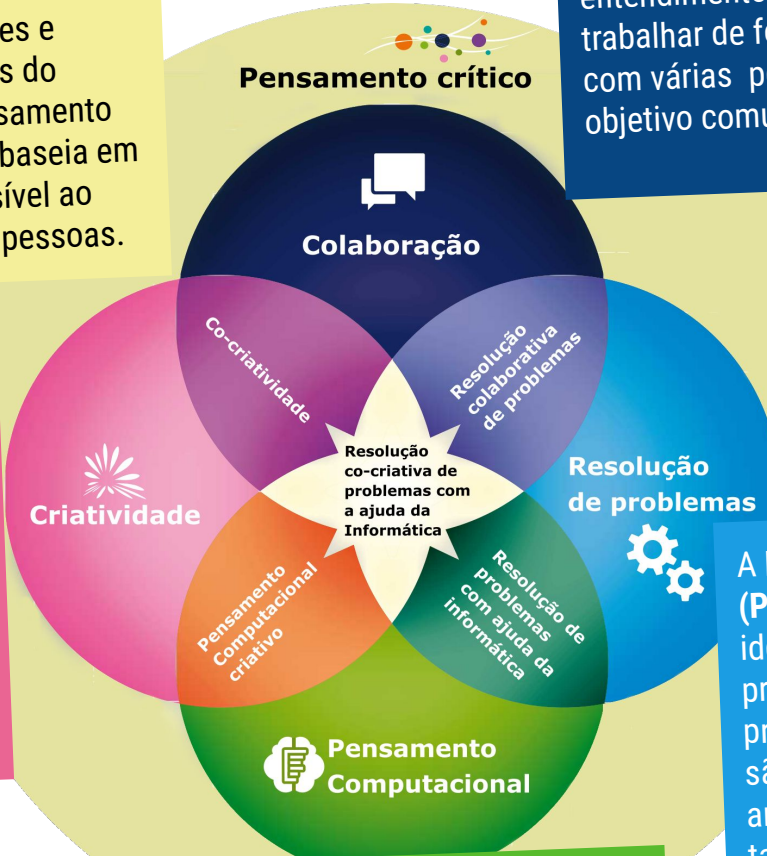 es e
s do
samento
baseia em
sível ao
pessoas.
entendimento
trabalhar de fo
com várias p
objetivo comu
Pensamento crítico
Colaboração
Co-criatividade
Resolução
colaborativa
de problemas
Criatividade
Resolução
co-criativa de
problemas com
a ajuda da
Informática
Resolução
de problemas
Pensamento
Computacional
criativo
Resolução de
problemas
com ajuda da
informática
Pensamento
Computacional
A
(P
ide
pr
pr
sã